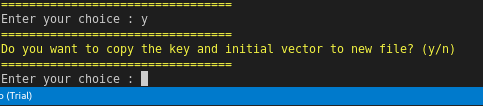 =================================
Enter your choice : y
=================================
Do you want to copy the key and initial vector to new file? (y/n)
=================================
Enter your choice :
o (Trial)